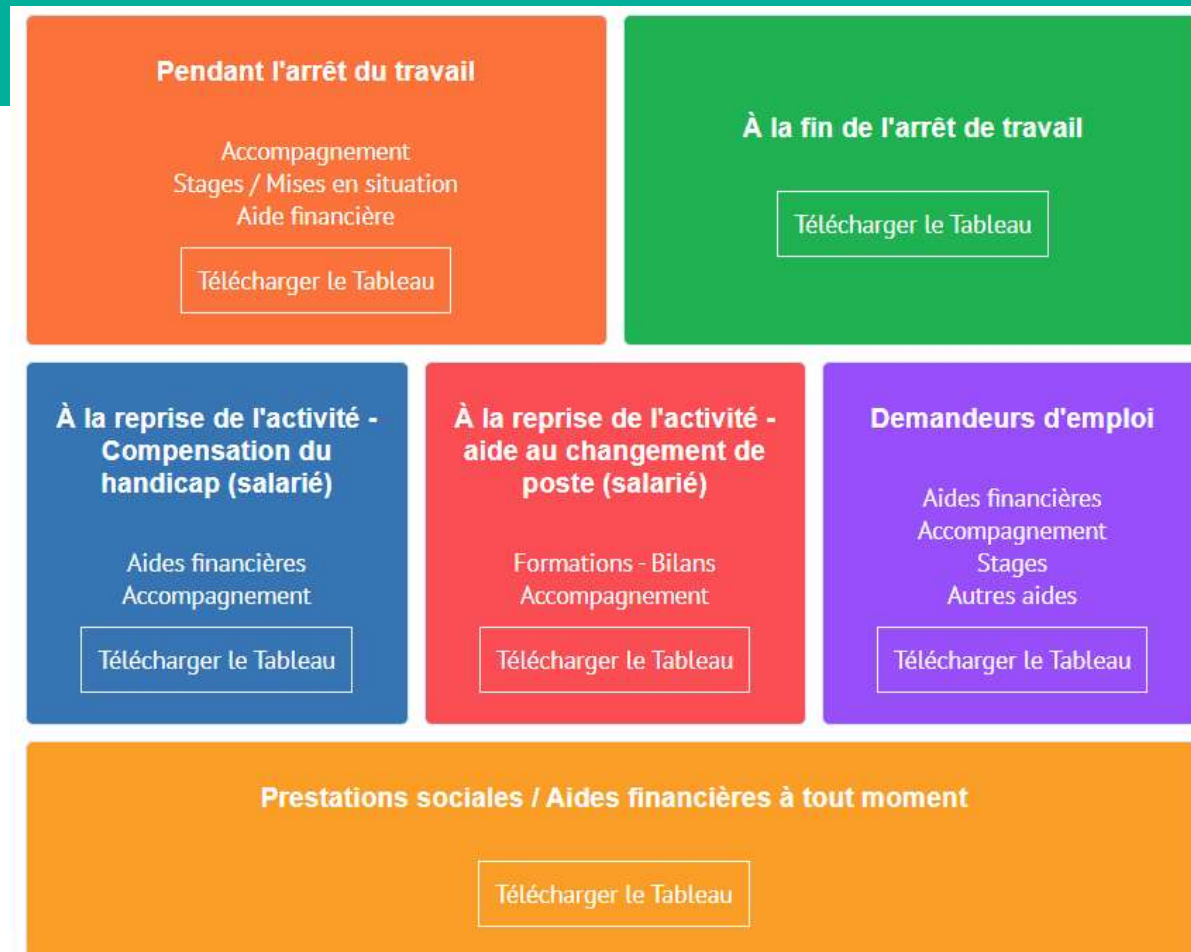 Pendant l'arrêt du travail
Accompagnement
Stages / Mises en situation
Aide financière
Télécharger le Tableau
À la fin de l'arrêt de travail
Télécharger le Tableau
À la reprise de l'activité -
Compensation du
handicap (salarié)
Aides financières
Accompagnement
Télécharger le Tableau
À la reprise de l'activité -
aide au changement de
poste (salarié)
Formations - Bilans
Accompagnement
Télécharger le Tableau
Demandeurs d'emploi
Aides financières
Accompagnement
Stages
Autres aides
Télécharger le Tableau
Prestations sociales / Aides financières à tout moment
Télécharger le Tableau